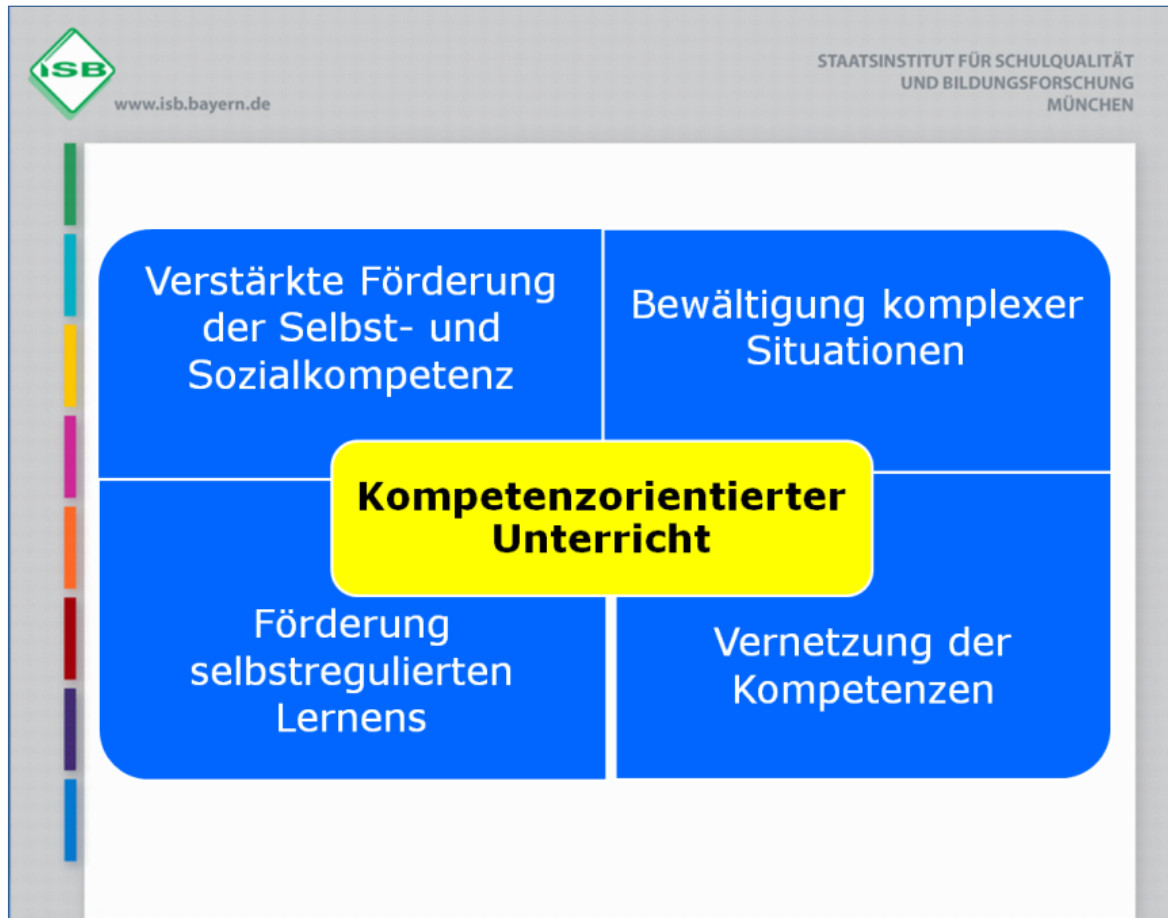 ISB
www.isb.bayern.de
STAATSINSTITUT FÜR SCHULQUALITÄT
UND BILDUNGSFORSCHUNG
MÜNCHEN
Verstärkte Förderung
der Selbst- und
Sozialkompetenz
Bewältigung komplexer
Situationen
Kompetenzorientierter
Unterricht
Förderung
selbstregulierten
Lernens
Vernetzung der
Kompetenzen